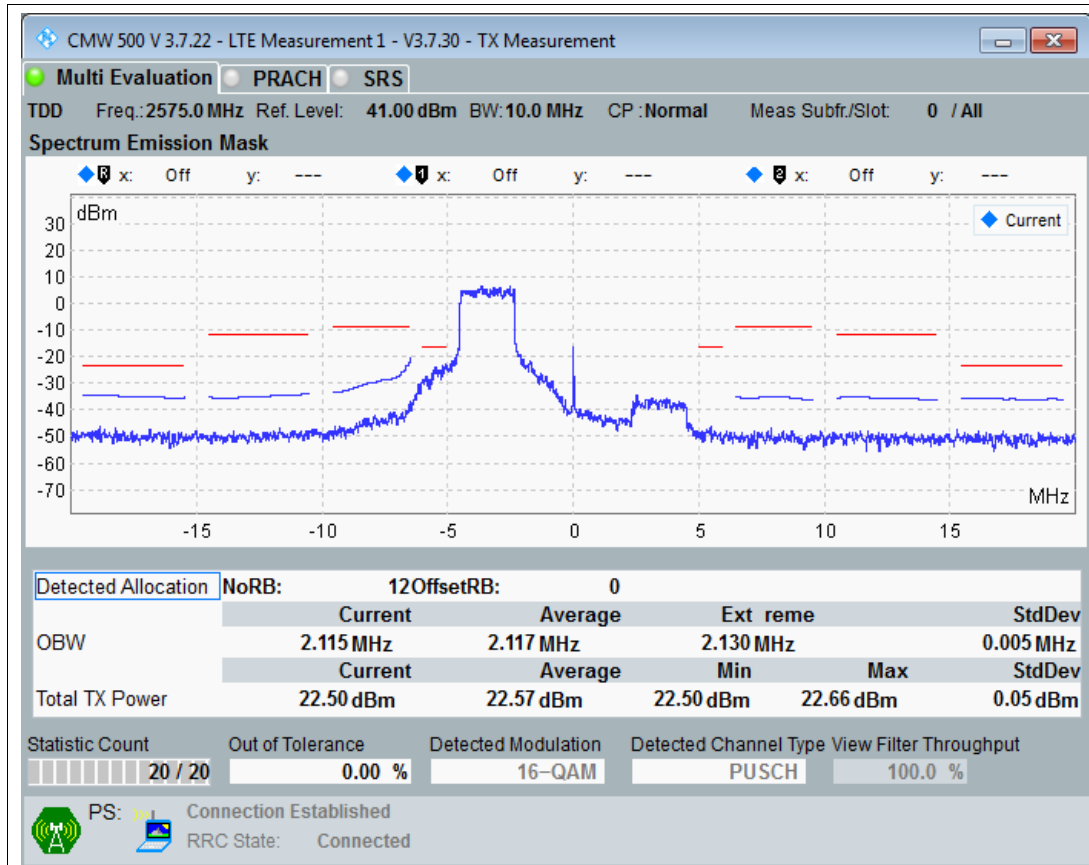 CMW 500 V 3.7.22 - LTE Measurement 1 - V3.7.30 - TX Measurement
Multi Evaluation PRACH SRS
TDD Freq.: 2575.0 MHz Ref. Level: 41.00 dBm BW: 10.0 MHz CP : Normal Meas Subfr./Slot: 0 / All
Spectrum Emission Mask
R x: Off y: --- 1 x: Off y: --- 2 x: Off y: ---
dBm
Current
30
20
10
0
-10
-20
-30
-40
-50
-60
-70
MHz
-15 -10 -5 0 5 10 15
Detected Allocation NoRB: 12 OffsetRB: 0
Current Average Ext reme StdDev
OBW 2.115 MHz 2.117 MHz 2.130 MHz 0.005 MHz
Current Average Min Max StdDev
Total TX Power 22.50 dBm 22.57 dBm 22.50 dBm 22.66 dBm 0.05 dBm
Statistic Count Out of Tolerance Detected Modulation Detected Channel Type View Filter Throughput
20 / 20 0.00 % 16-QAM PUSCH 100.0 %
PS: Connection Established
RRC State: Connected